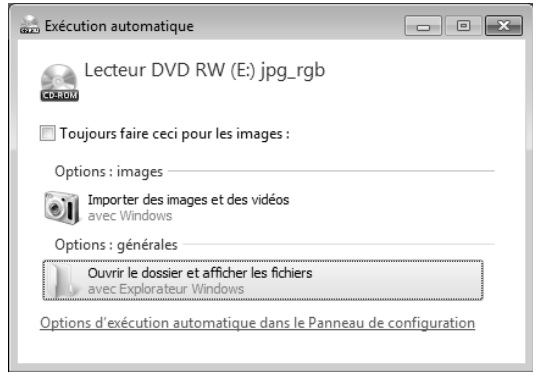 Exécution automatique
Lecteur DVD RW (E:) jpg_rgb
CD-ROM
Toujours faire ceci pour les images :
Options : images
Importer des images et des vidéos
avec Windows
Options : générales
Ouvrir le dossier et afficher les fichiers
avec Explorateur Windows
Options d'exécution automatique dans le Panneau de configuration